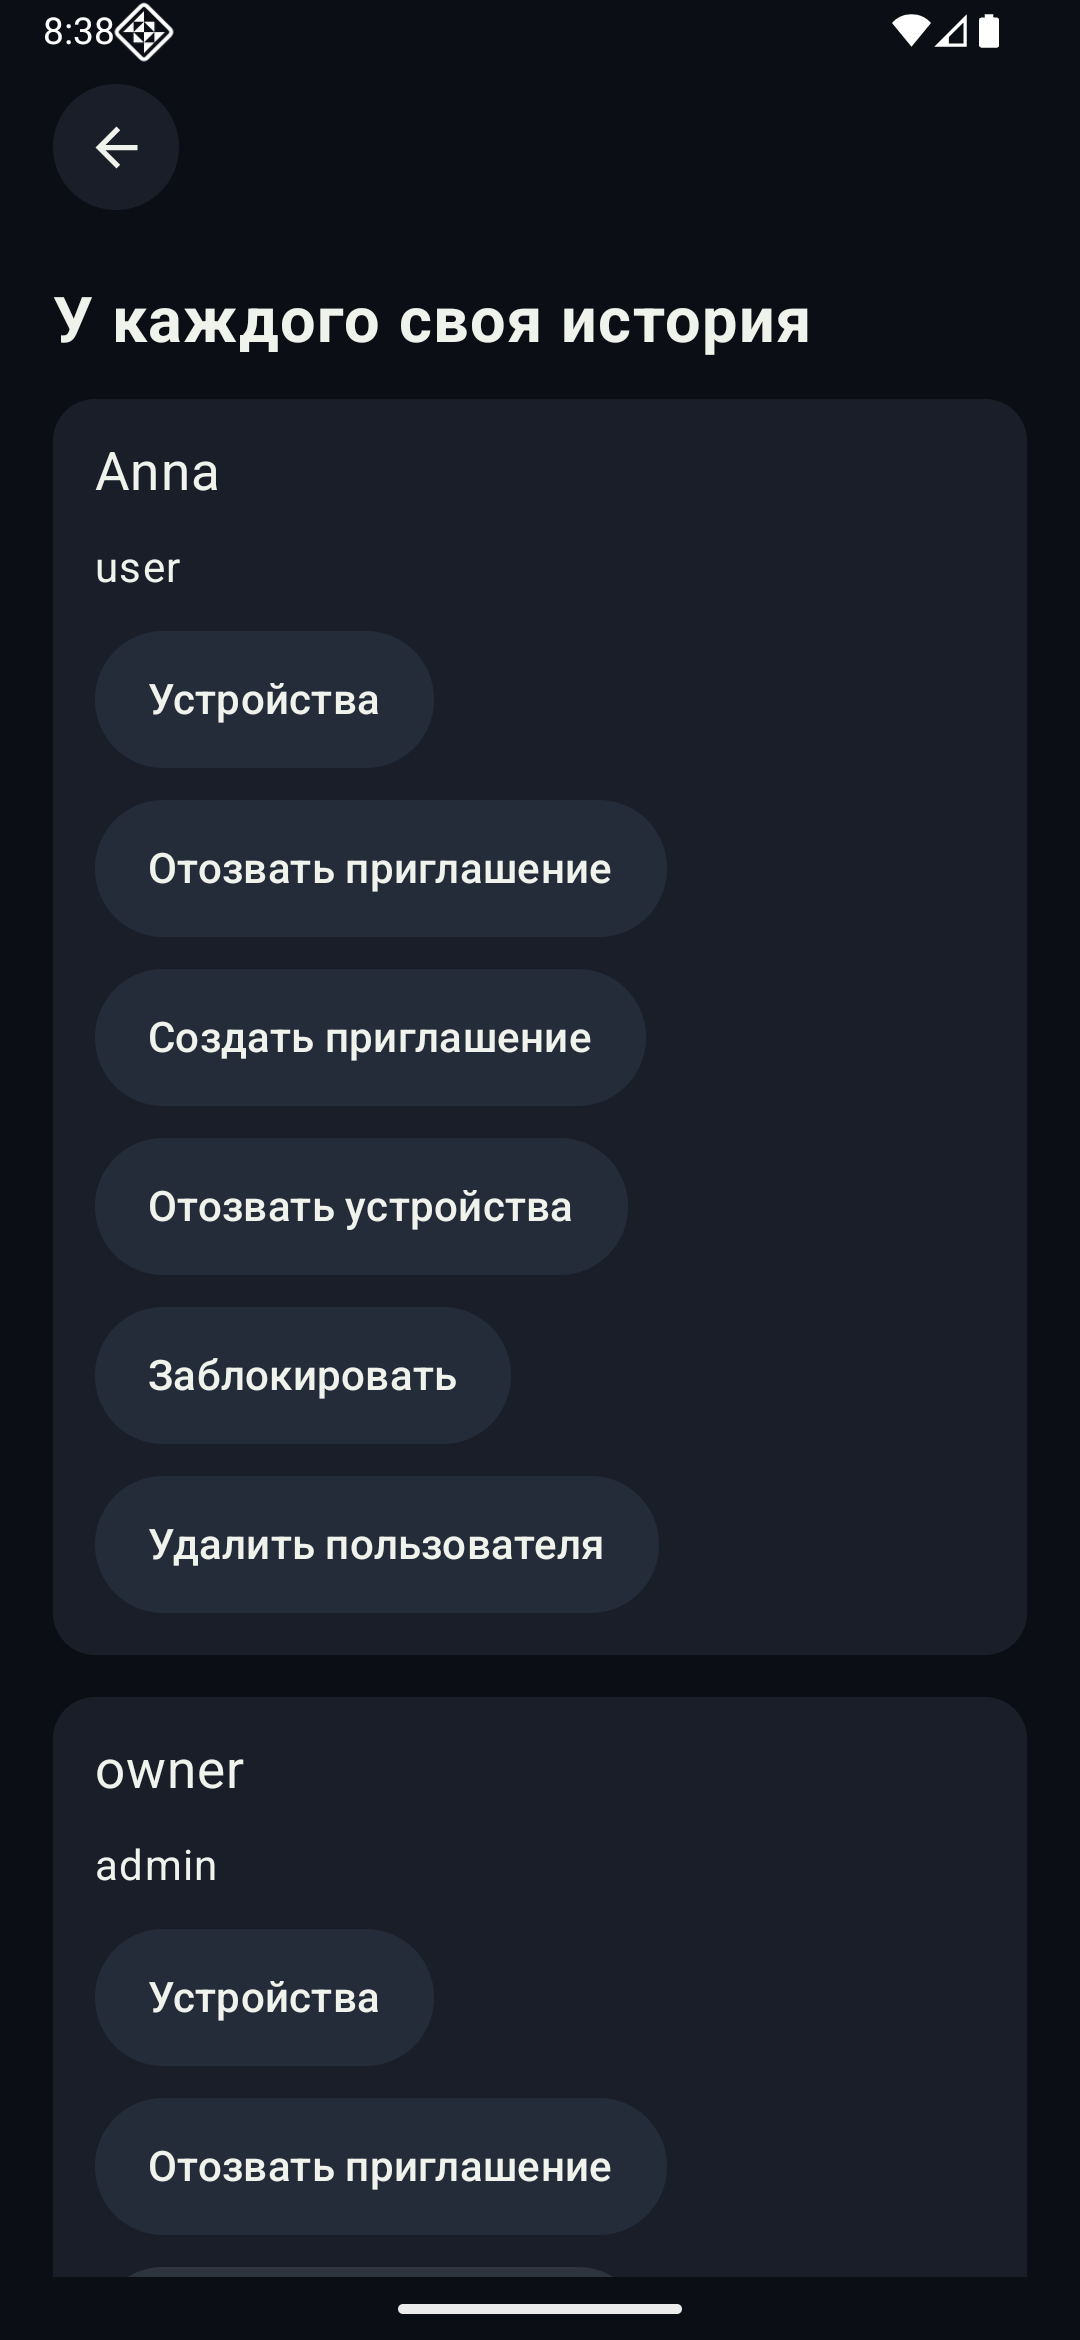 8:38
У каждого своя история
Anna
user
Устройства
Отозвать приглашение
Создать приглашение
Отозвать устройства
Заблокировать
Удалить пользователя
owner
admin
Устройства
Отозвать приглашение